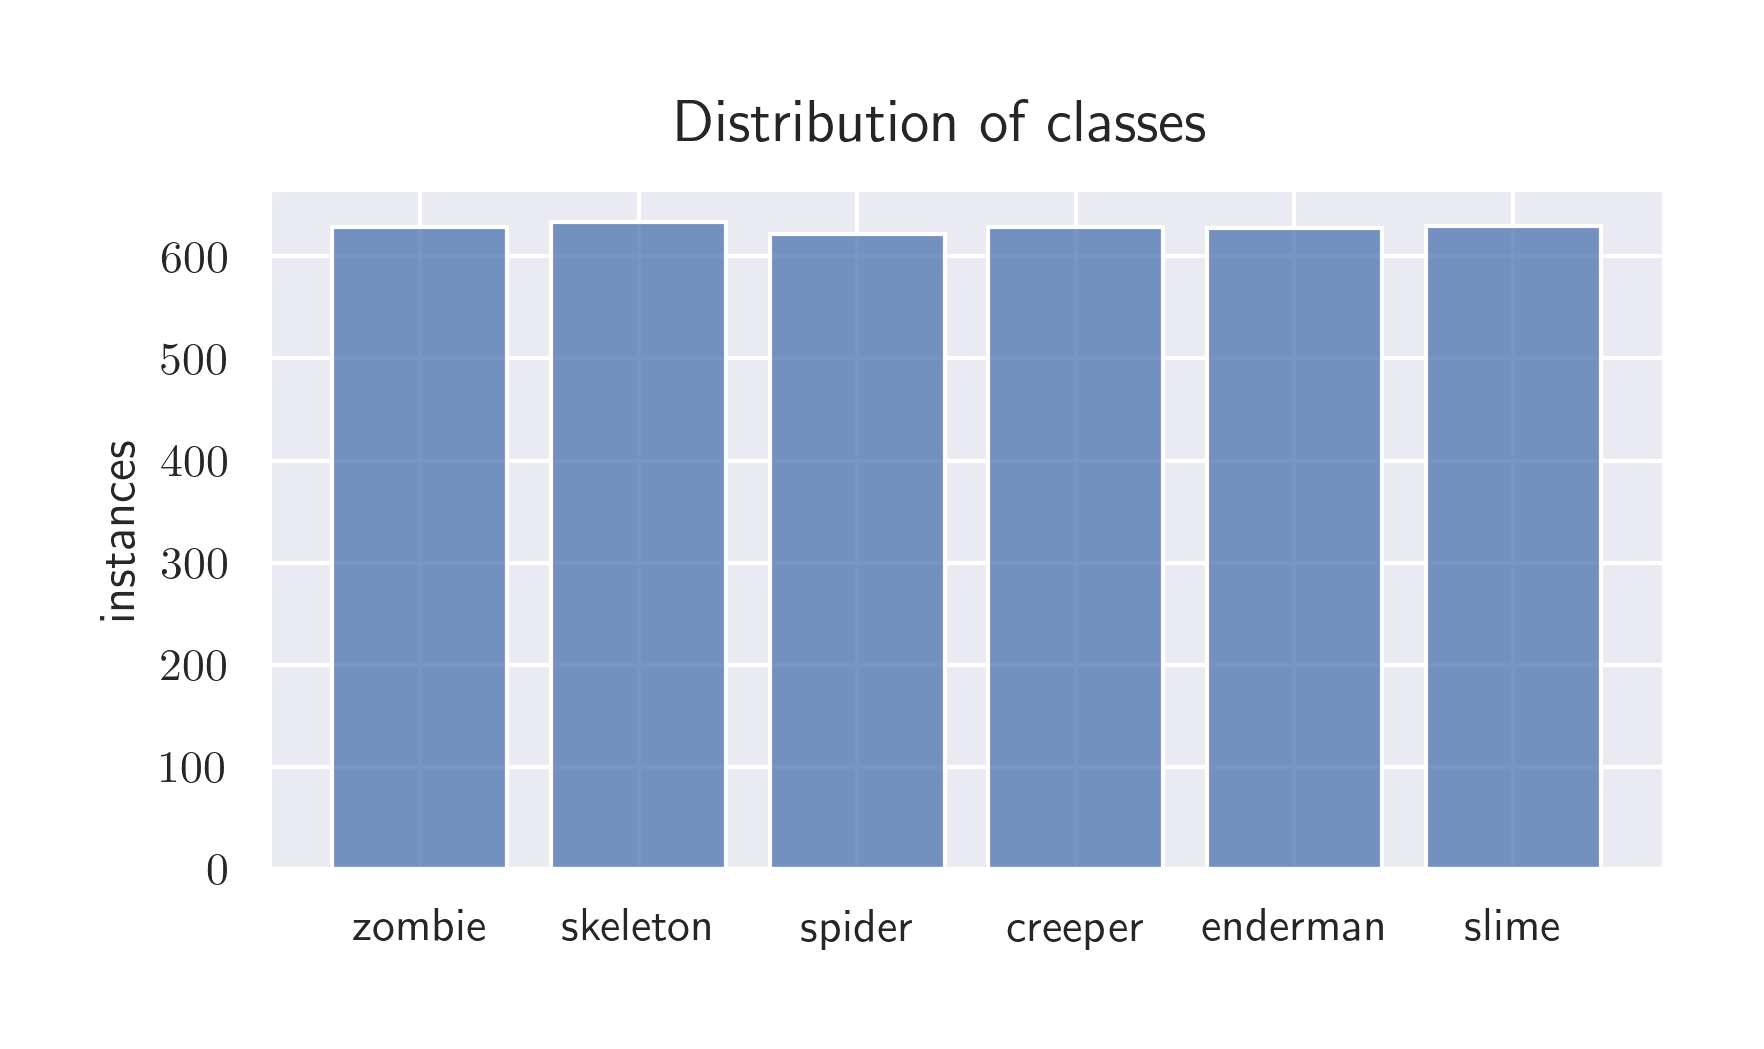 Distribution of classes
instances
600
500
400
300
200
100
0
zombie skeleton spider creeper enderman slime